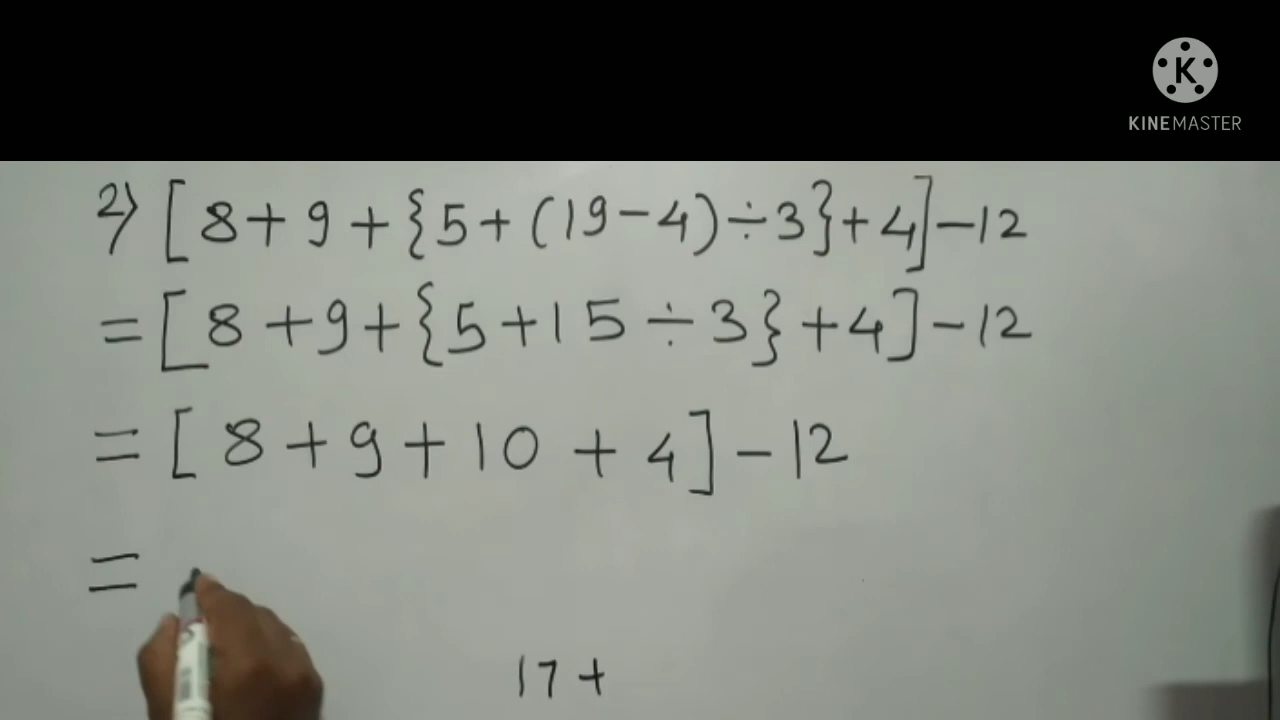 K
KINEMASTER
2) [8+9+{5+(19-4)÷3}+4]-12
=[8+9+{5+15÷3}+4]-12
=[8+9+10+4]-12
=
17+